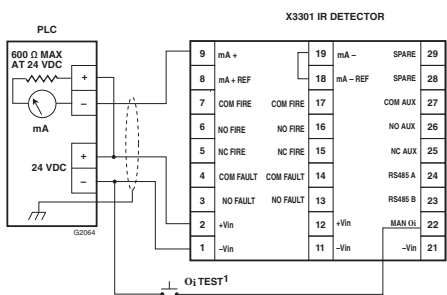 X3301 IR DETECTOR
PLC
600 Ω MAX
AT 24 VDC
+
–
mA
24 VDC
+
–
G2064
9 mA +
8 mA + REF
7 COM FIRE
6 NO FIRE
5 NC FIRE
4 COM FAULT
3 NO FAULT
2 +Vin
1 –Vin
19 mA –
18 mA – REF
COM FIRE 17
NO FIRE 16
NC FIRE 15
COM FAULT 14
NO FAULT 13
12 +Vin
11 –Vin
SPARE 29
SPARE 28
COM AUX 27
NO AUX 26
NC AUX 25
RS485 A 24
RS485 B 23
MAN Oi 22
–Vin 21
Oi TEST1